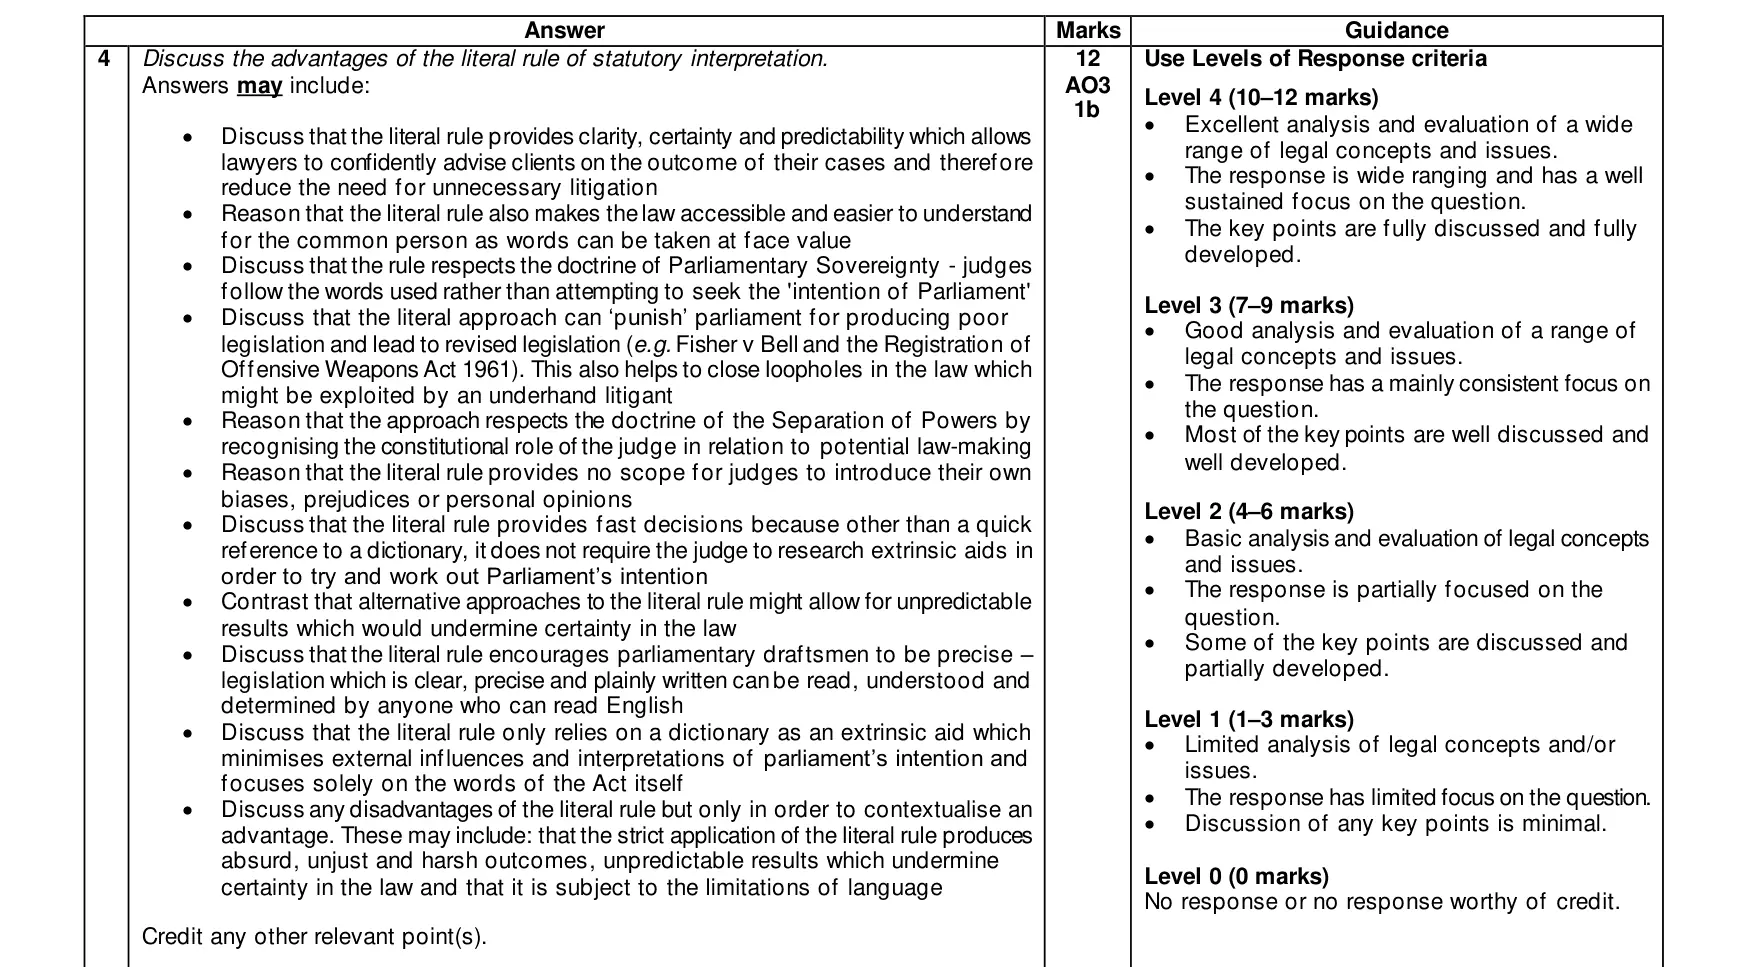 Answer Marks Guidance
4 Discuss the advantages of the literal rule of statutory interpretation.
Answers may include:
• Discuss that the literal rule provides clarity, certainty and predictability which allows
lawyers to confidently advise clients on the outcome of their cases and therefore
reduce the need for unnecessary litigation
• Reason that the literal rule also makes the law accessible and easier to understand
for the common person as words can be taken at face value
• Discuss that the rule respects the doctrine of Parliamentary Sovereignty - judges
follow the words used rather than attempting to seek the 'intention of Parliament'
• Discuss that the literal approach can ‘punish’ parliament for producing poor
legislation and lead to revised legislation (e.g. Fisher v Bell and the Registration of
Offensive Weapons Act 1961). This also helps to close loopholes in the law which
might be exploited by an underhand litigant
• Reason that the approach respects the doctrine of the Separation of Powers by
recognising the constitutional role of the judge in relation to potential law-making
• Reason that the literal rule provides no scope for judges to introduce their own
biases, prejudices or personal opinions
• Discuss that the literal rule provides fast decisions because other than a quick
reference to a dictionary, it does not require the judge to research extrinsic aids in
order to try and work out Parliament’s intention
• Contrast that alternative approaches to the literal rule might allow for unpredictable
results which would undermine certainty in the law
• Discuss that the literal rule encourages parliamentary draftsmen to be precise –
legislation which is clear, precise and plainly written can be read, understood and
determined by anyone who can read English
• Discuss that the literal rule only relies on a dictionary as an extrinsic aid which
minimises external influences and interpretations of parliament’s intention and
focuses solely on the words of the Act itself
• Discuss any disadvantages of the literal rule but only in order to contextualise an
advantage. These may include: that the strict application of the literal rule produces
absurd, unjust and harsh outcomes, unpredictable results which undermine
certainty in the law and that it is subject to the limitations of language
Credit any other relevant point(s).
12
AO3
1b
Use Levels of Response criteria
Level 4 (10–12 marks)
• Excellent analysis and evaluation of a wide
range of legal concepts and issues.
• The response is wide ranging and has a well
sustained focus on the question.
• The key points are fully discussed and fully
developed.
Level 3 (7–9 marks)
• Good analysis and evaluation of a range of
legal concepts and issues.
• The response has a mainly consistent focus on
the question.
• Most of the key points are well discussed and
well developed.
Level 2 (4–6 marks)
• Basic analysis and evaluation of legal concepts
and issues.
• The response is partially focused on the
question.
• Some of the key points are discussed and
partially developed.
Level 1 (1–3 marks)
• Limited analysis of legal concepts and/or
issues.
• The response has limited focus on the question.
• Discussion of any key points is minimal.
Level 0 (0 marks)
No response or no response worthy of credit.